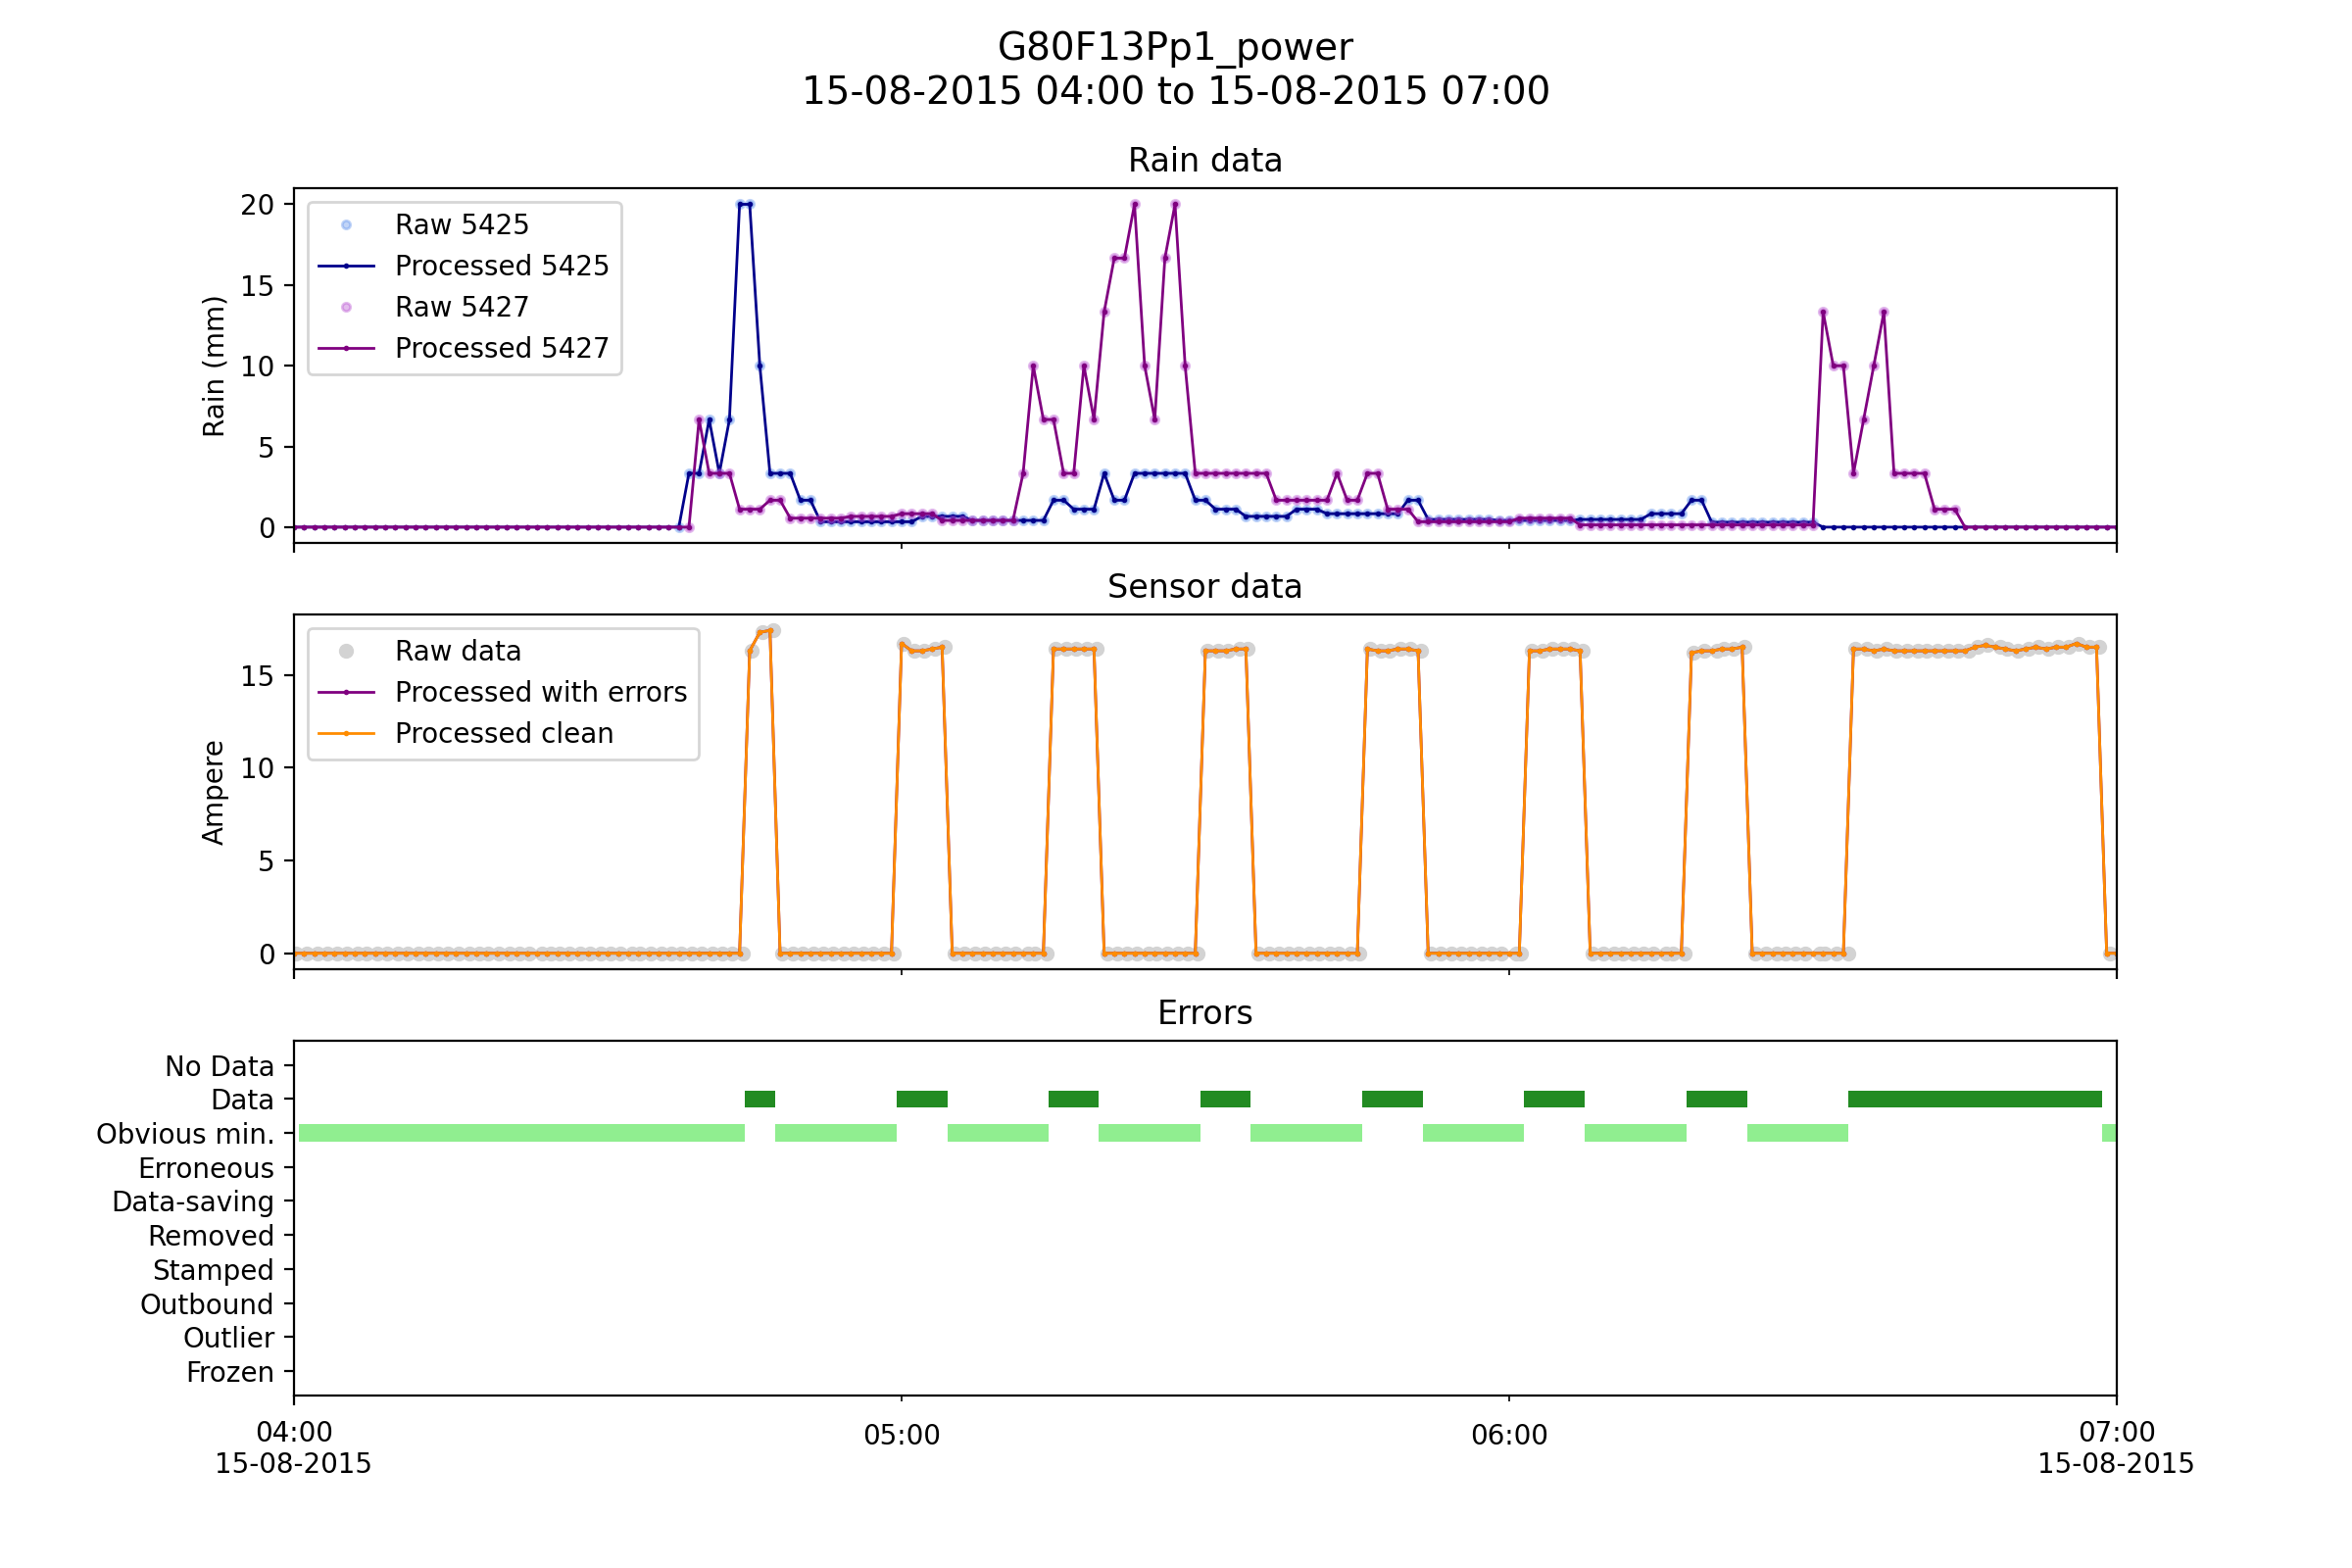 G80F13Pp1_power
15-08-2015 04:00 to 15-08-2015 07:00
Rain data
20
15
10
5
0
Rain (mm)
Raw 5425
Processed 5425
Raw 5427
Processed 5427
Sensor data
15
10
5
0
Ampere
Raw data
Processed with errors
Processed clean
Errors
No Data
Data
Obvious min.
Erroneous
Data-saving
Removed
Stamped
Outbound
Outlier
Frozen
04:00
15-08-2015
05:00
06:00
07:00
15-08-2015